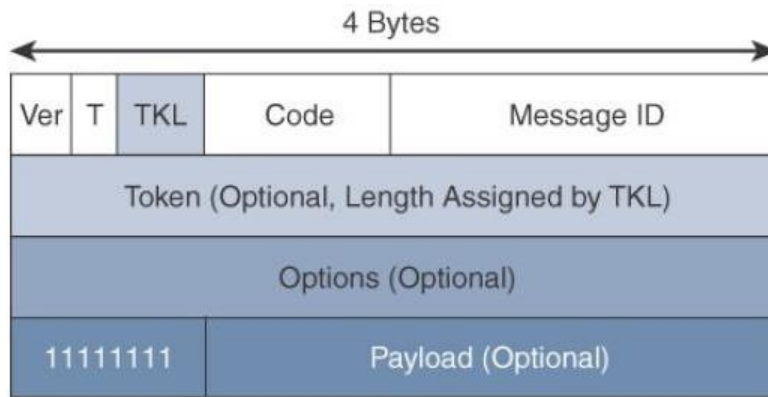 4 Bytes
Ver T TKL Code Message ID
Token (Optional, Length Assigned by TKL)
Options (Optional)
11111111 Payload (Optional)